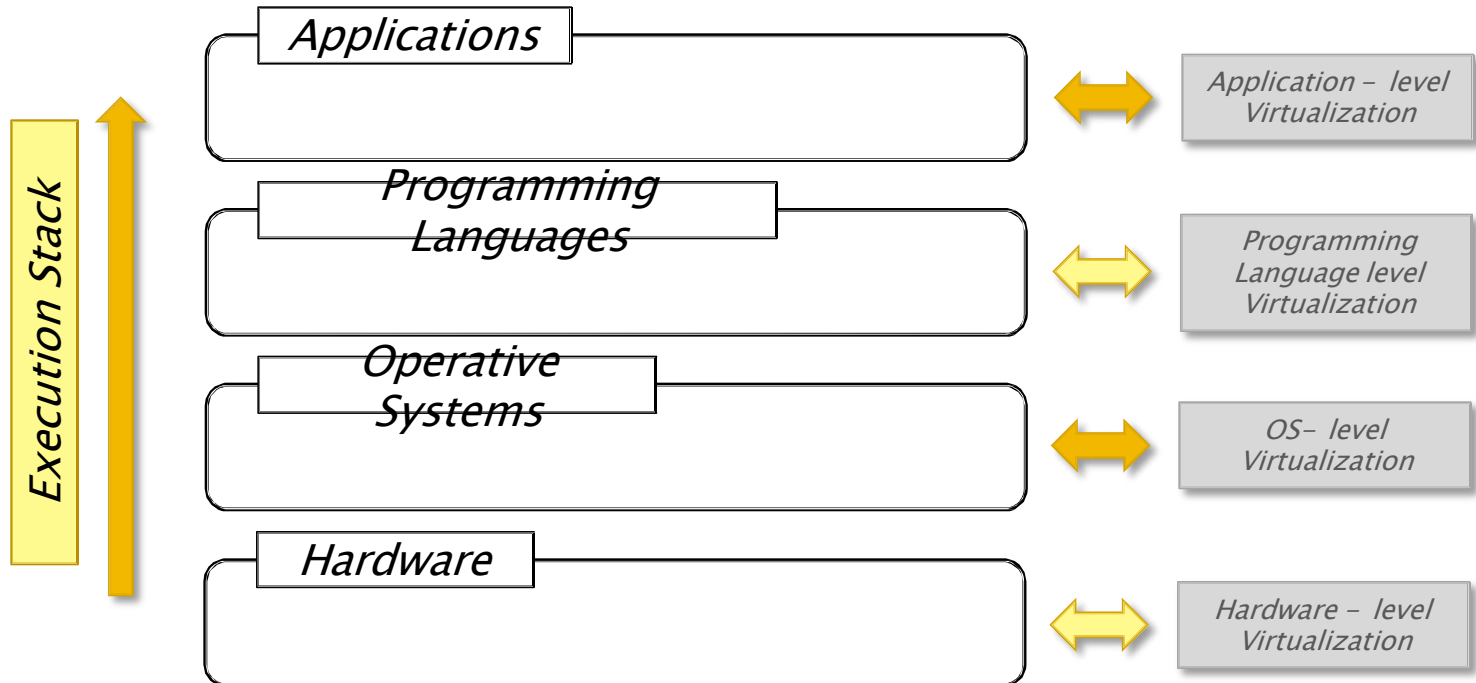 Applications
Application – level
Virtualization
Execution Stack
Programming
Languages
Programming
Language level
Virtualization
Operative
Systems
OS– level
Virtualization
Hardware
Hardware – level
Virtualization